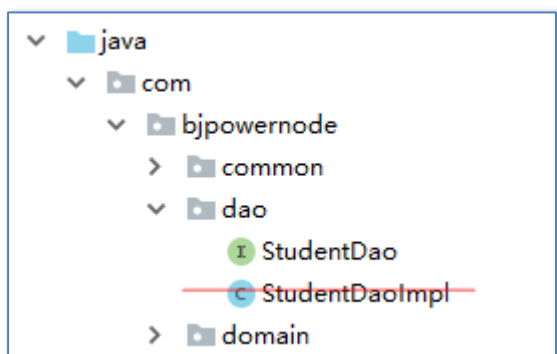 java
com
bjpowernode
common
dao
I StudentDao
C StudentDaoImpl
domain